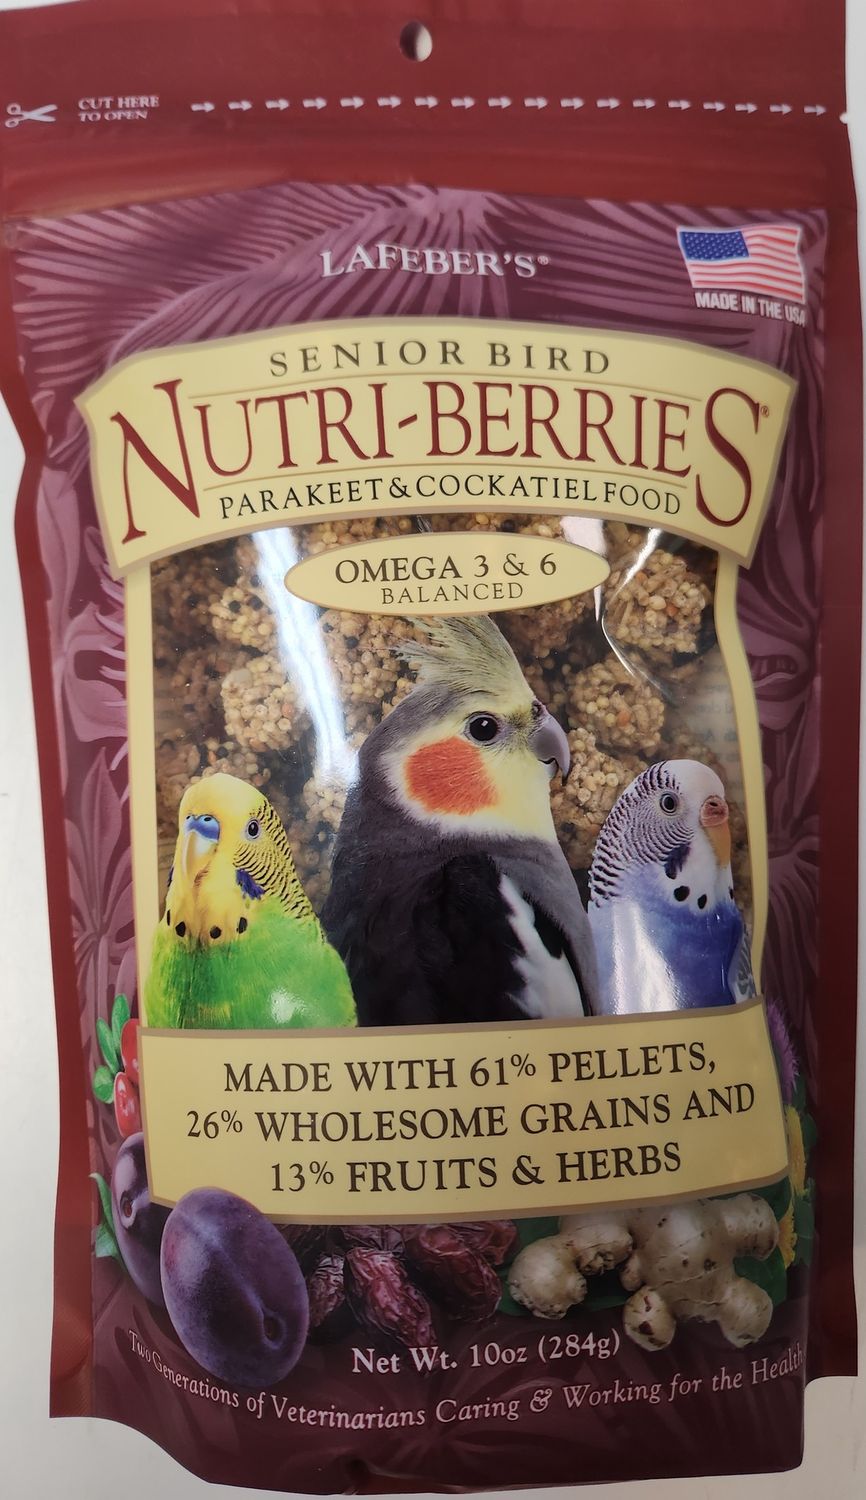 CUT HERE
TO OPEN
LAFEBER'S®
MADE IN THE USA
SENIOR BIRD
NUTRI-BERRIES®
PARAKEET & COCKATIEL FOOD
OMEGA 3 & 6
BALANCED
MADE WITH 61% PELLETS,
26% WHOLESOME GRAINS AND
13% FRUITS & HERBS
Net Wt. 10oz (284g)
Two Generations of Veterinarians Caring & Working for the Health